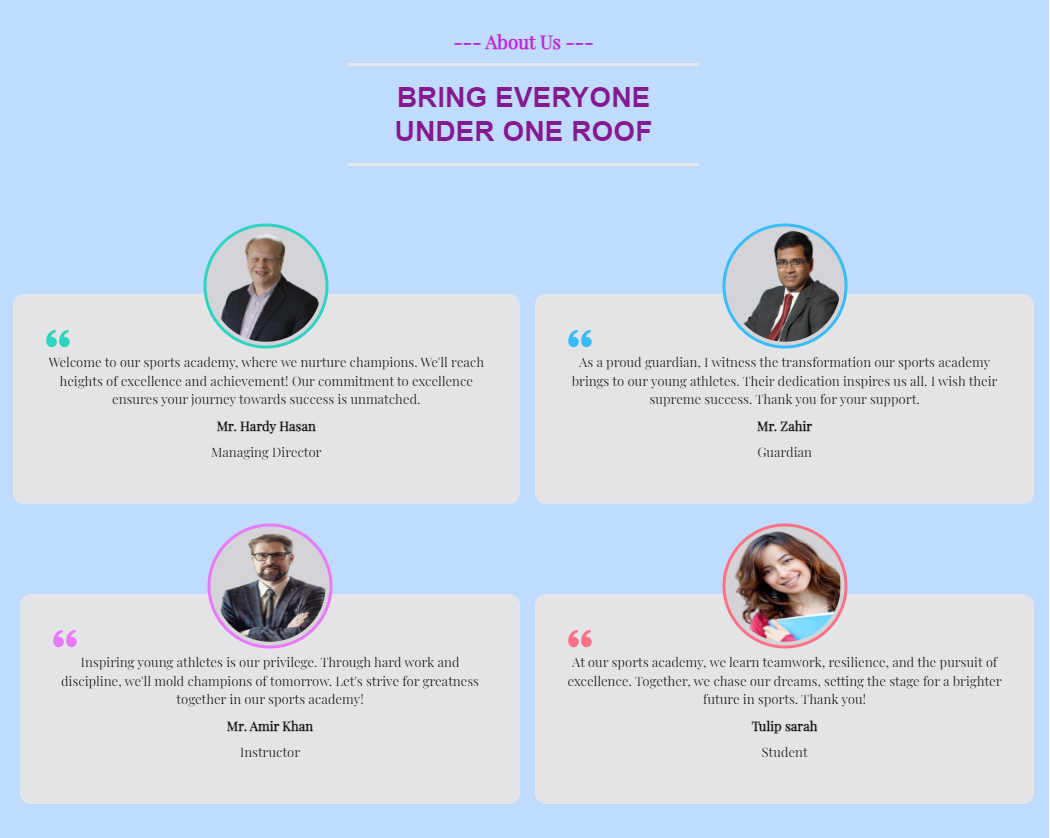 --- About Us ---
BRING EVERYONE
UNDER ONE ROOF
Welcome to our sports academy, where we nurture champions. We'll reach
heights of excellence and achievement! Our commitment to excellence
ensures your journey towards success is unmatched.
Mr. Hardy Hasan
Managing Director
As a proud guardian, I witness the transformation our sports academy
brings to our young athletes. Their dedication inspires us all. I wish their
supreme success. Thank you for your support.
Mr. Zahir
Guardian
Inspiring young athletes is our privilege. Through hard work and
discipline, we'll mold champions of tomorrow. Let's strive for greatness
together in our sports academy!
Mr. Amir Khan
Instructor
At our sports academy, we learn teamwork, resilience, and the pursuit of
excellence. Together, we chase our dreams, setting the stage for a brighter
future in sports. Thank you!
Tulip sarah
Student